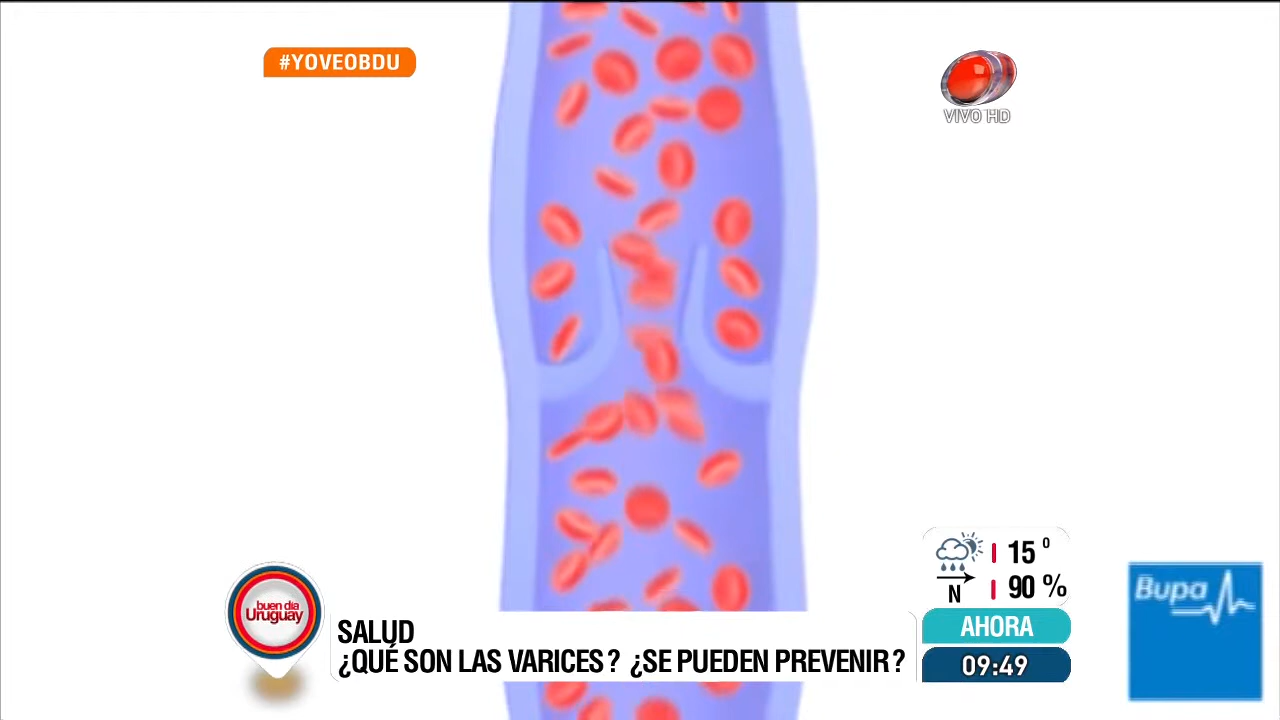 #YOVEOBDU
VIVO HD
buen día
Uruguay
SALUD
¿QUÉ SON LAS VARICES? ¿SE PUEDEN PREVENIR?
15°
N
90 %
AHORA
09:49
Bupa